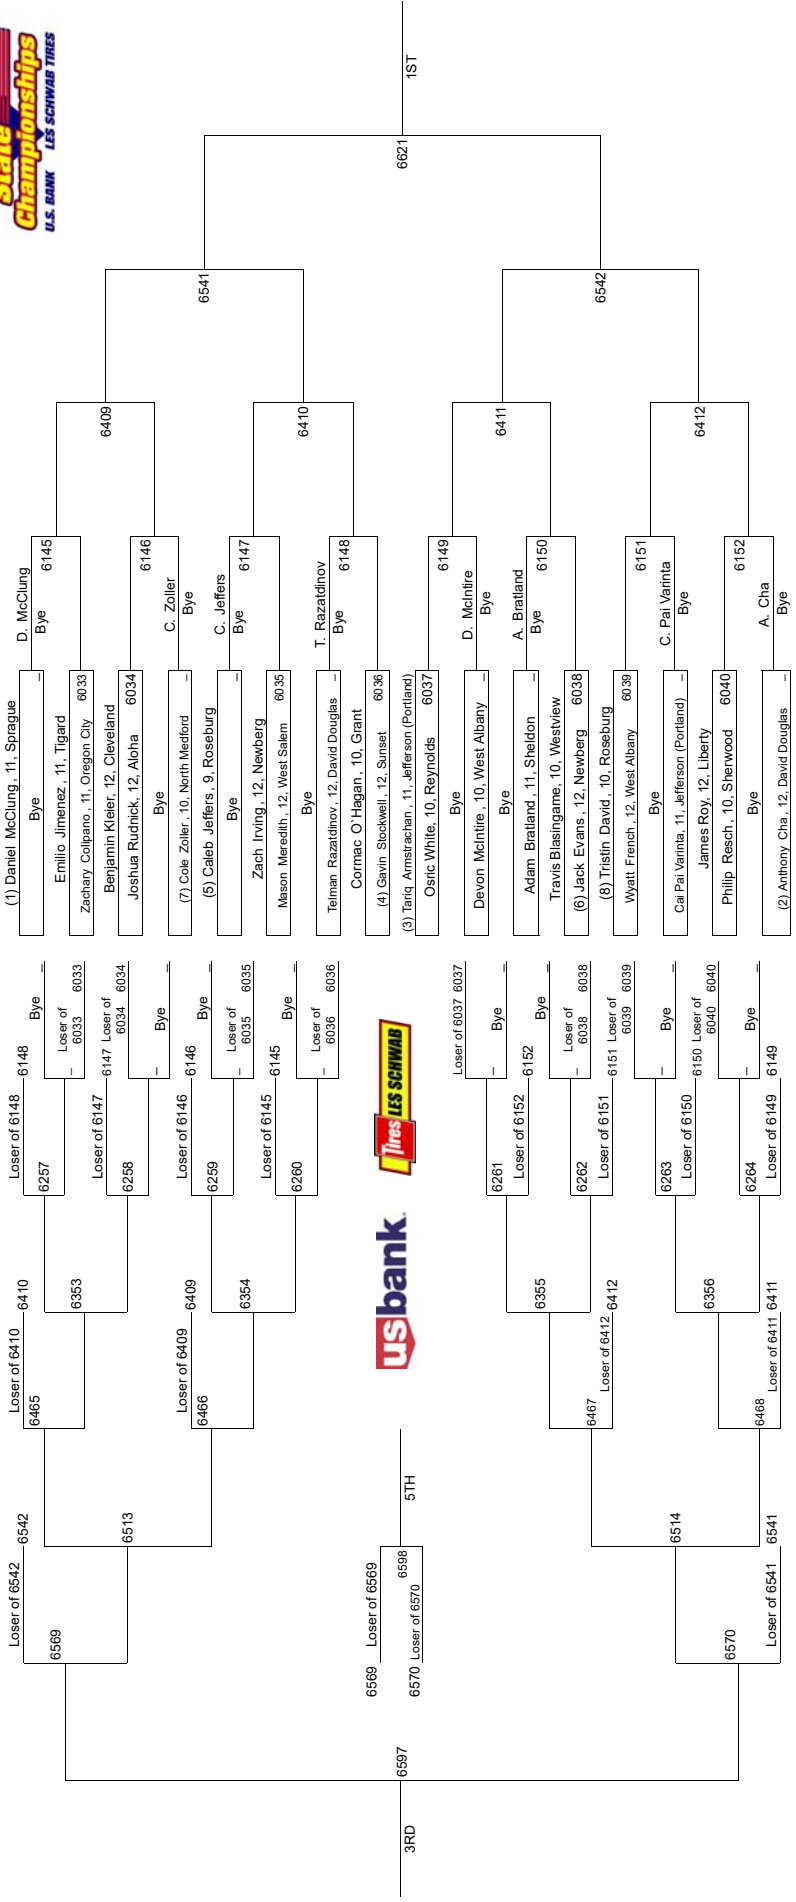 State
Championships
U.S. BANK LES SCHWAB TIRES
1ST
6621
6541
6542
6409
6410
6411
6412
D. McClung
Bye
6145
6146
C. Zoller
Bye
C. Jeffers
Bye
6147
T. Razatdinov
Bye
6148
6149
D. McIntire
Bye
A. Bratland
Bye
6150
6151
C. Pai Varinta
Bye
6152
A. Cha
Bye
(1) Daniel McClung , 11, Sprague
Bye –
Emilio Jimenez , 11, Tigard
Zachary Colipano , 11, Oregon City 6033
Benjamin Kleier, 12, Cleveland
Joshua Rudnick, 12, Aloha 6034
Bye
(7) Cole Zoller , 10, North Medford –
(5) Caleb Jeffers , 9, Roseburg
Bye –
Zach Irving , 12, Newberg
Mason Meredith , 12, West Salem 6035
Bye
Telman Razatdinov , 12, David Douglas –
Cormac O`Hagan , 10, Grant
(4) Gavin Stockwell , 12, Sunset 6036
(3) Tariq Armstrachan , 11, Jefferson (Portland)
Osric White, 10, Reynolds 6037
Bye
Devon McIntire , 10, West Albany –
Bye
Adam Bratland , 11, Sheldon –
Travis Blasingame, 10, Westview
(6) Jack Evans , 12, Newberg 6038
(8) Tristin David , 10, Roseburg
Wyatt French , 12, West Albany 6039
Bye
Cai Pai Varinta, 11, Jefferson (Portland) –
James Roy, 12, Liberty
Philip Resch , 10, Sherwood 6040
Bye
(2) Anthony Cha , 12, David Douglas –
Bye –
Loser of
6033 6033
Loser of
6034 6034
Bye –
Bye –
Loser of
6035 6035
Loser of
6036 6036
Loser of 6037 6037
Bye –
Bye –
Loser of
6038 6038
Loser of
6039 6039
Bye –
Loser of
6040 6040
Bye –
Loser of 6148 6148
–
6257
Loser of 6147 6147
–
6258
Loser of 6146 6146
–
6259
Loser of 6145 6145
–
6260
–
6261
Loser of 6152 6152
–
6262
Loser of 6151 6151
–
6263
Loser of 6150 6150
–
6264
Loser of 6149 6149
Tires LES SCHWAB
usbank.
Loser of 6410 6410
6353
Loser of 6409 6409
6354
6355
Loser of 6412 6412
6356
Loser of 6411 6411
6465
6466
6467
6468
5TH
Loser of 6542 6542
6513
6514
Loser of 6541 6541
6569 Loser of 6569
6598
6570 Loser of 6570
6569
6570
6597
3RD